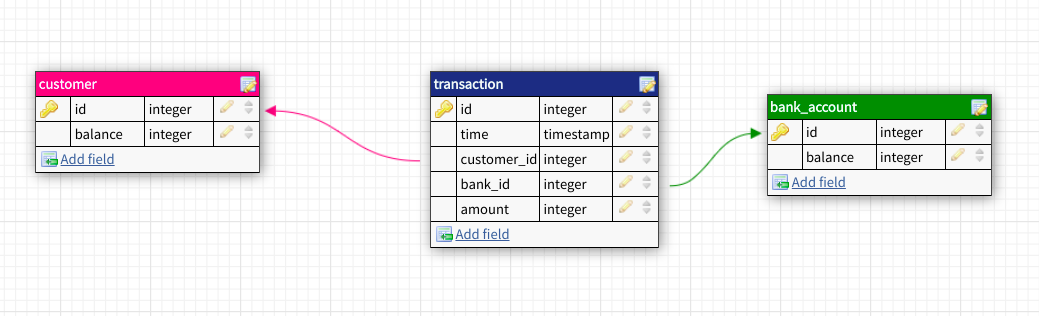 customer
id integer
balance integer
Add field
transaction
id integer
time timestamp
customer_id integer
bank_id integer
amount integer
Add field
bank_account
id integer
balance integer
Add field